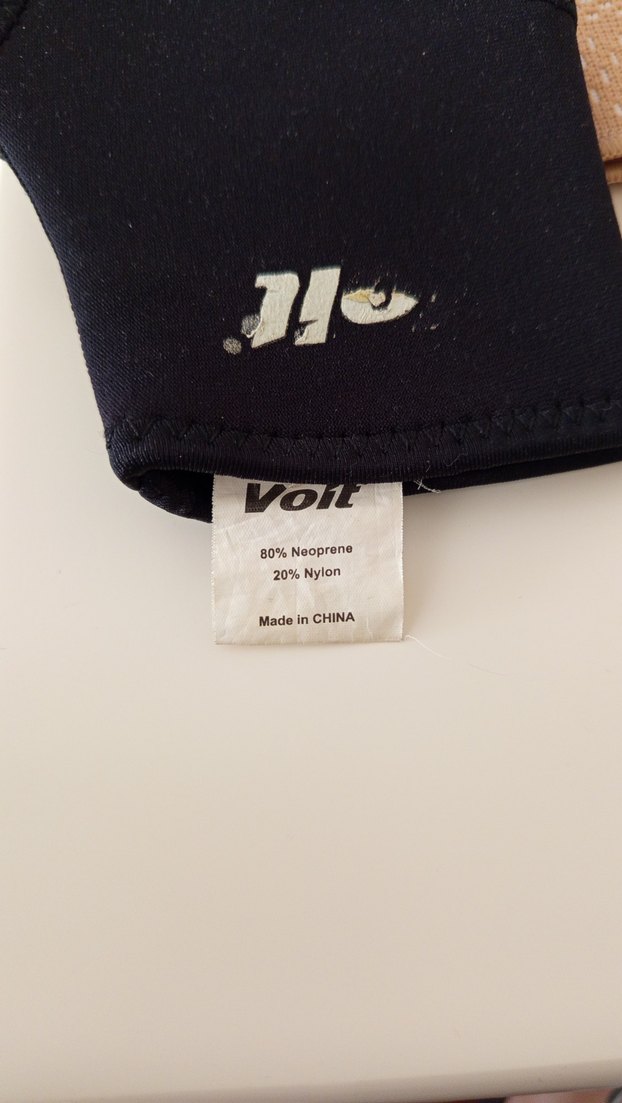 Voit
80% Neoprene
20% Nylon
Made in CHINA